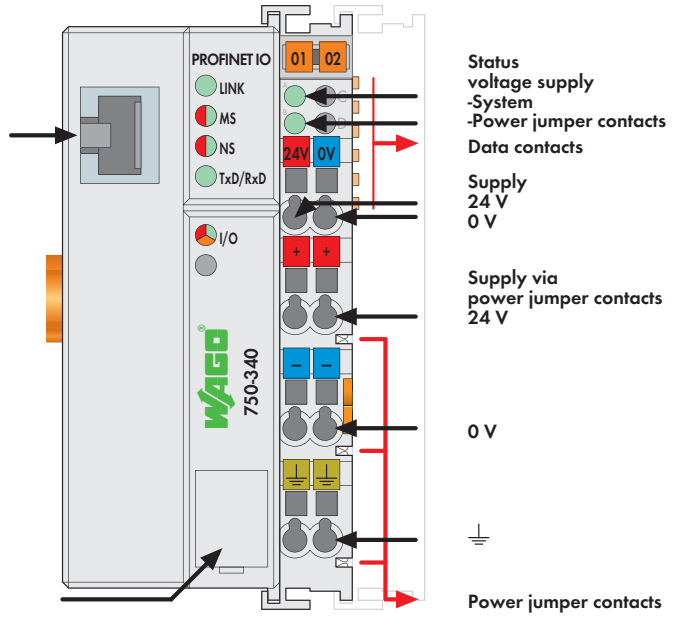 PROFINET IO
LINK
MS
NS
TxD/RxD
I/O
WAGO
®
750-340
01 02
A
C
B
D
24V 0V
+ +
− −
Status
voltage supply
-System
-Power jumper contacts
Data contacts
Supply
24 V
0 V
Supply via
power jumper contacts
24 V
0 V
Power jumper contacts